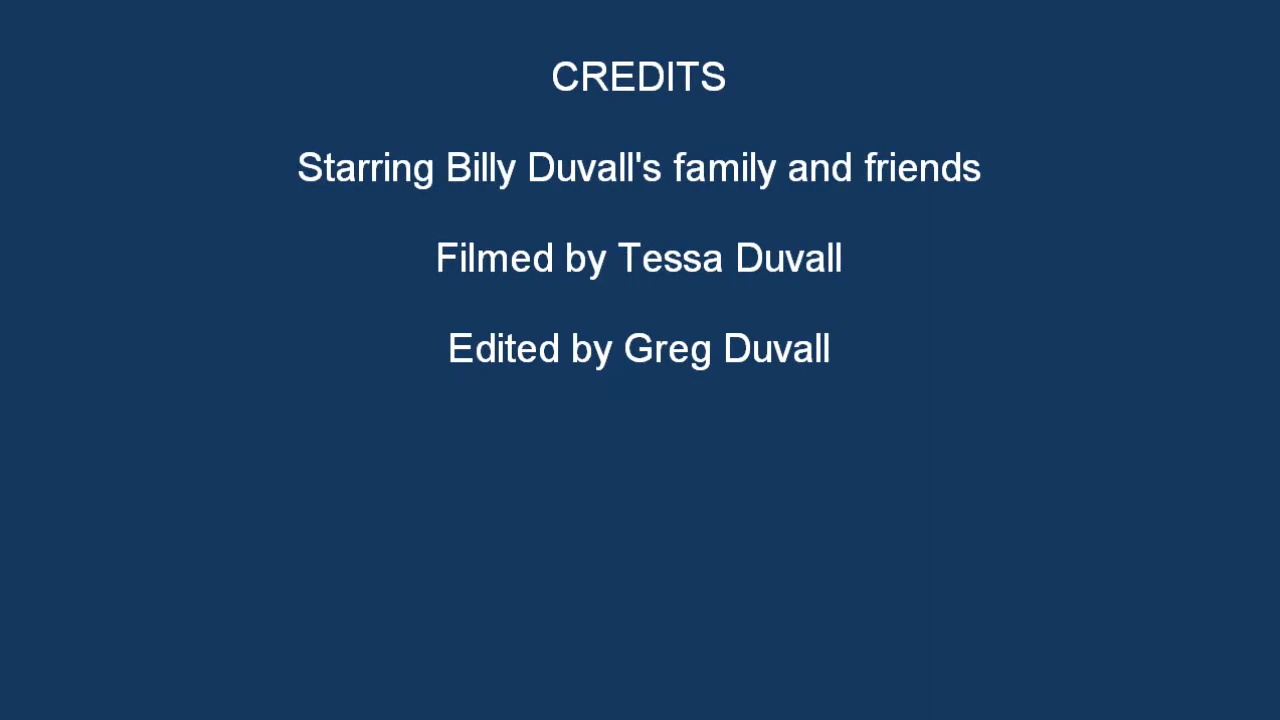 CREDITS
Starring Billy Duvall's family and friends
Filmed by Tessa Duvall
Edited by Greg Duvall